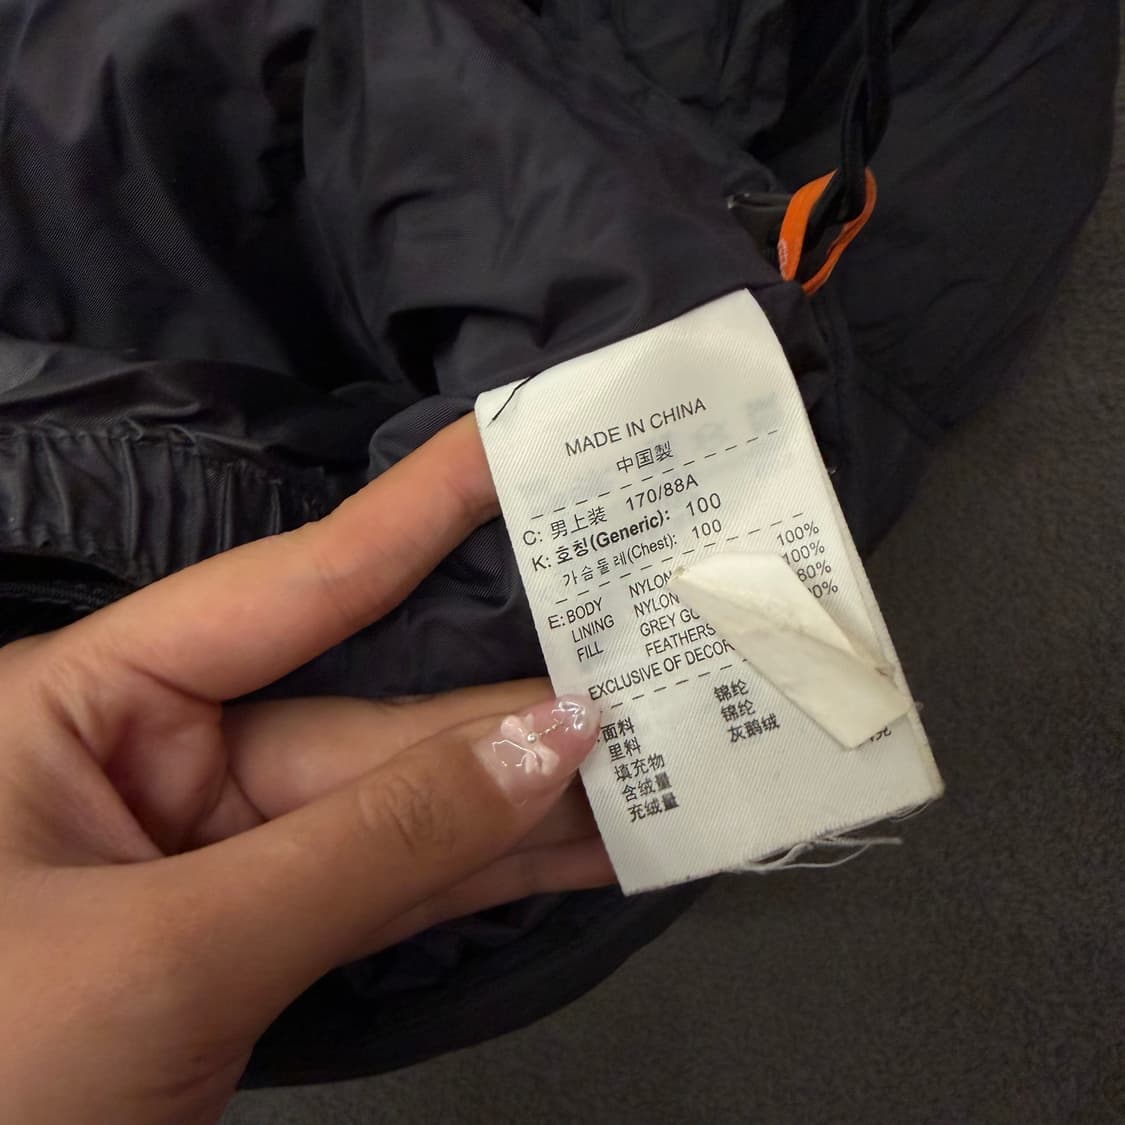 MADE IN CHINA
中国製
C: 男上装 170/88A
K: 호칭(Generic): 100
가슴둘레(Chest): 100
E: BODY NYLON 100%
LINING NYLON 100%
FILL GREY 80%
FEATHERS
EXCLUSIVE OF
面料 锦纶
里料 锦纶
填充物 灰鹅绒
含绒量
充绒量